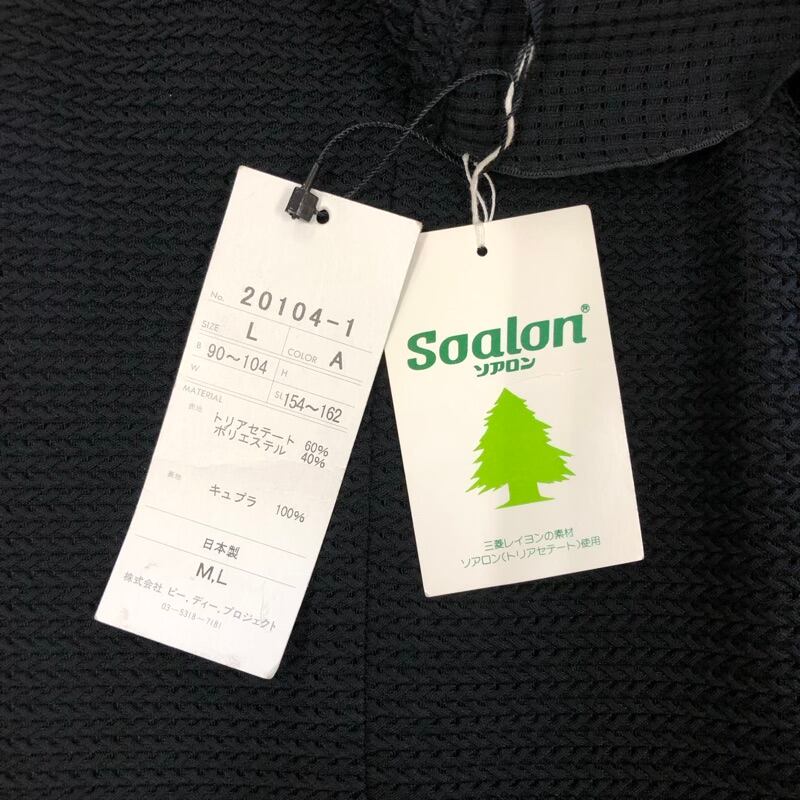 No. 20104-1
SIZE L COLOR A
B 90〜104 H
W SL 154〜162
MATERIAL
表地
トリアセテート 60%
ポリエステル 40%
裏地
キュプラ 100%
日本製
M,L
株式会社 ビー.ディー.プロジェクト
03-5318-7181
Soalon®
ソアロン
三菱レイヨンの素材
ソアロン(トリアセテート)使用